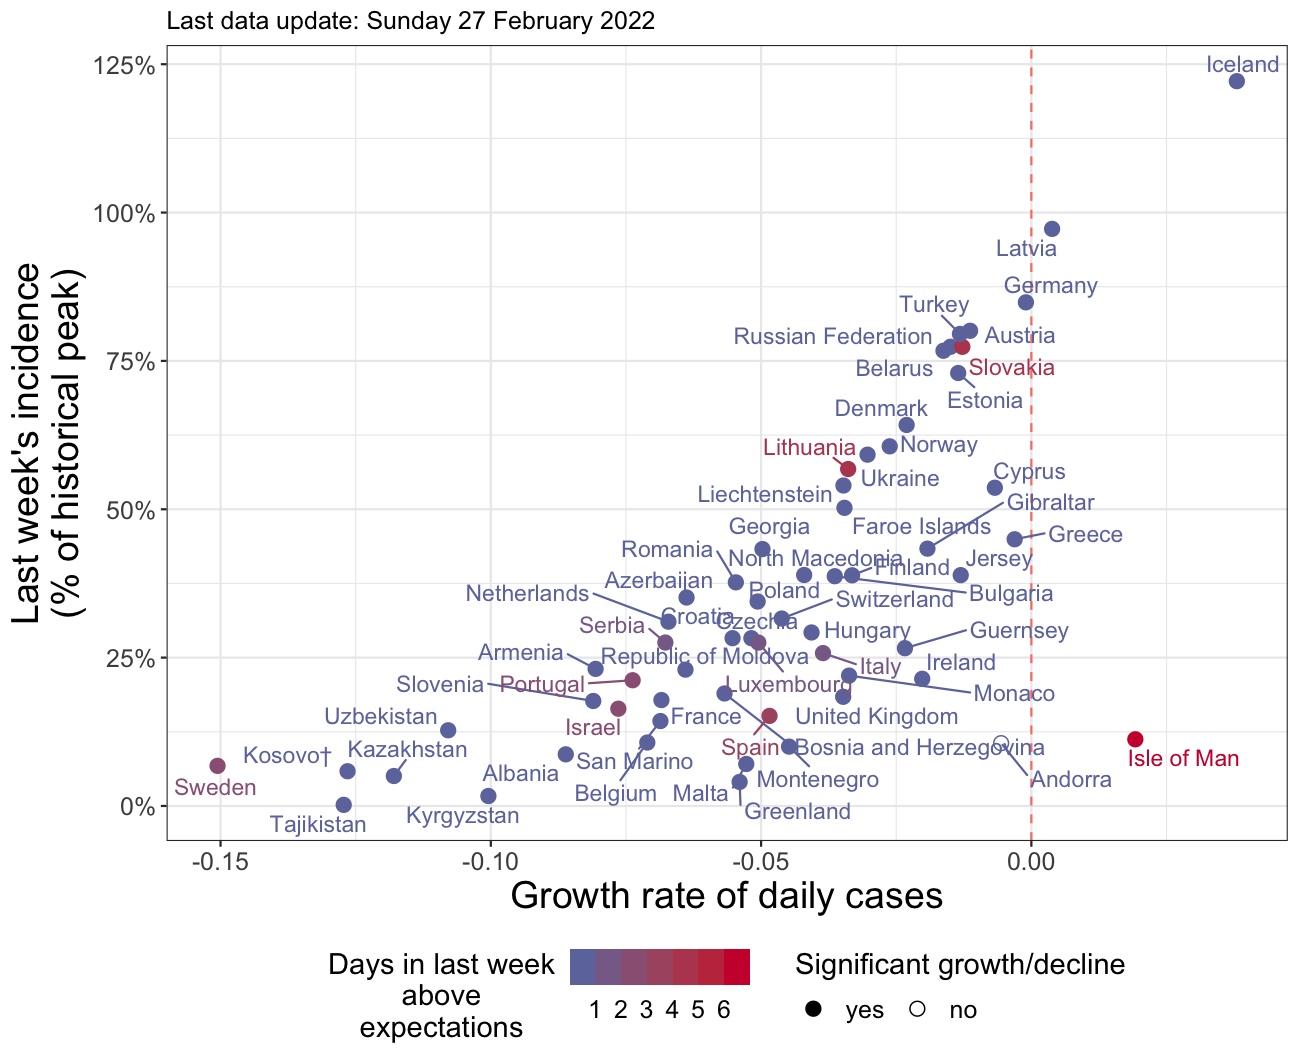 Last data update: Sunday 27 February 2022
Last week's incidence
(% of historical peak)
125%
100%
75%
50%
25%
0%
Iceland
Latvia
Germany
Turkey
Russian Federation
Austria
Belarus
Slovakia
Estonia
Denmark
Lithuania
Norway
Ukraine
Cyprus
Liechtenstein
Gibraltar
Georgia
Faroe Islands
Greece
Romania
North Macedonia
Finland
Jersey
Azerbaijan
Poland
Netherlands
Switzerland
Bulgaria
Croatia
Czechia
Serbia
Hungary
Guernsey
Armenia
Republic of Moldova
Italy
Ireland
Slovenia
Portugal
Luxembourg
Monaco
Uzbekistan
Israel
France
United Kingdom
Kosovo†
Kazakhstan
San Marino
Spain
Bosnia and Herzegovina
Isle of Man
Sweden
Albania
Belgium
Malta
Montenegro
Andorra
Tajikistan
Kyrgyzstan
Greenland
-0.15
-0.10
-0.05
0.00
Growth rate of daily cases
Days in last week
above
expectations
1 2 3 4 5 6
Significant growth/decline
yes
no